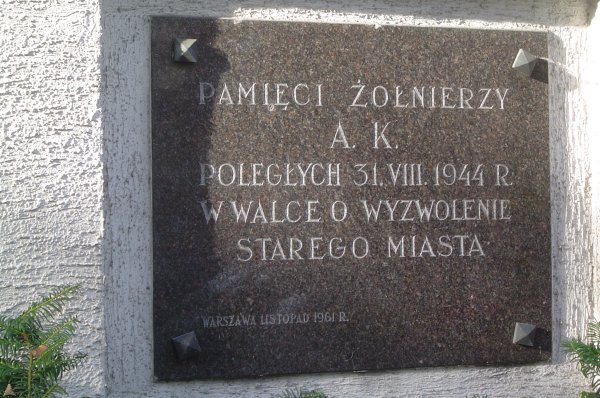 PAMIĘCI ŻOŁNIERZY
A. K.
POLEGŁYCH 31.VIII.1944 R.
W WALCE O WYZWOLENIE
STAREGO MIASTA
WARSZAWA LISTOPAD 1961 R.